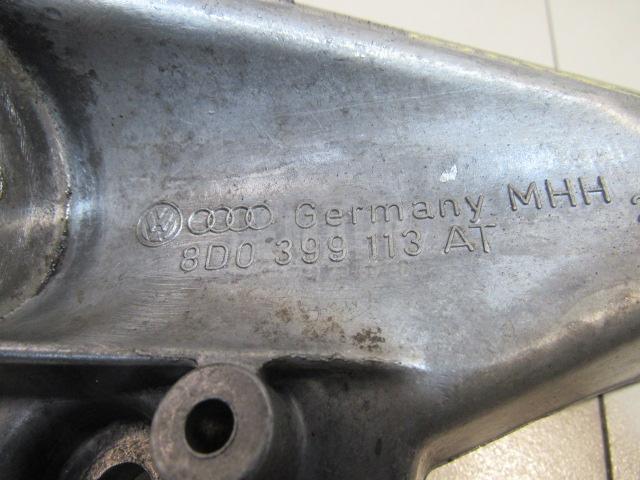 Germany MHH
8D0 399 113 AT